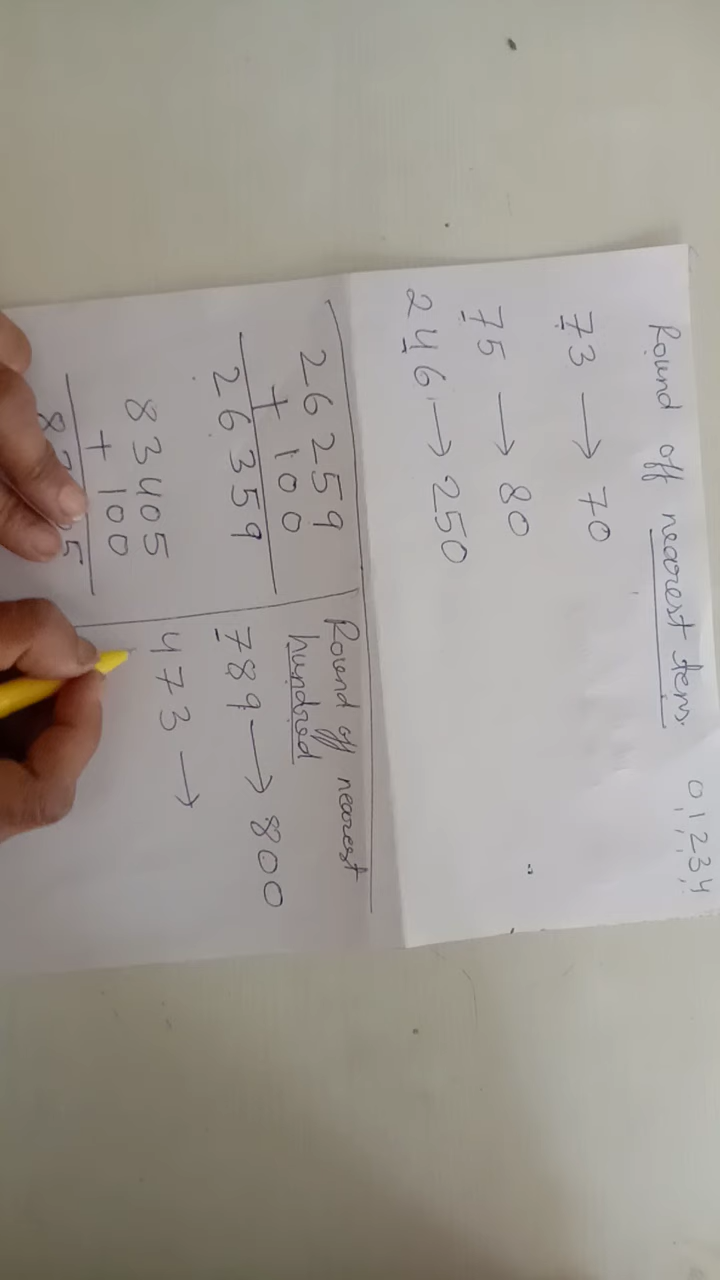 Round off nearest tens. 0,1,2,3,4
73 → 70
75 → 80
246 → 250
26259
+ 100
26359
83405
+ 100
Round off nearest
hundred
789 → 800
473 →